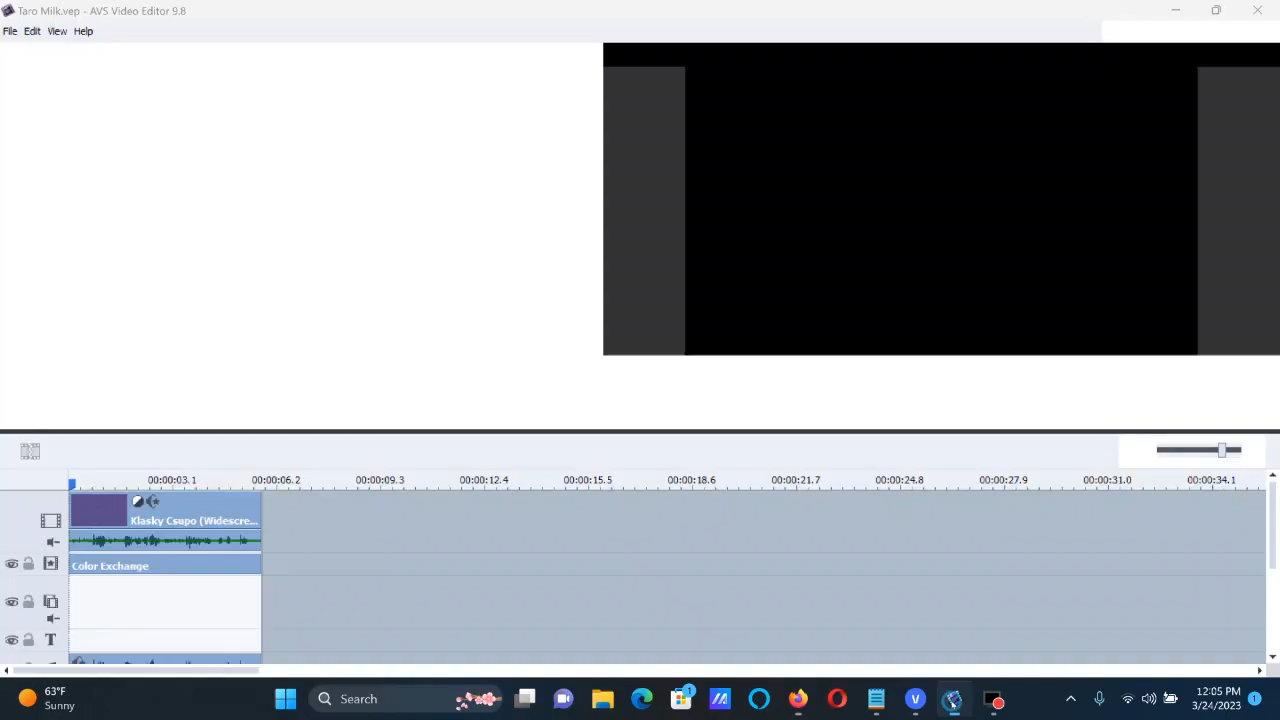 Taro Milk.vep - AVS Video Editor 9.8
File Edit View Help
00:00:03.1 00:00:06.2 00:00:09.3 00:00:12.4 00:00:15.5 00:00:18.6 00:00:21.7 00:00:24.8 00:00:27.9 00:00:31.0 00:00:34.1
Klasky Csupo (Widescre...
Color Exchange
T
63°F
Sunny
Search
1
V
12:05 PM
3/24/2023
1